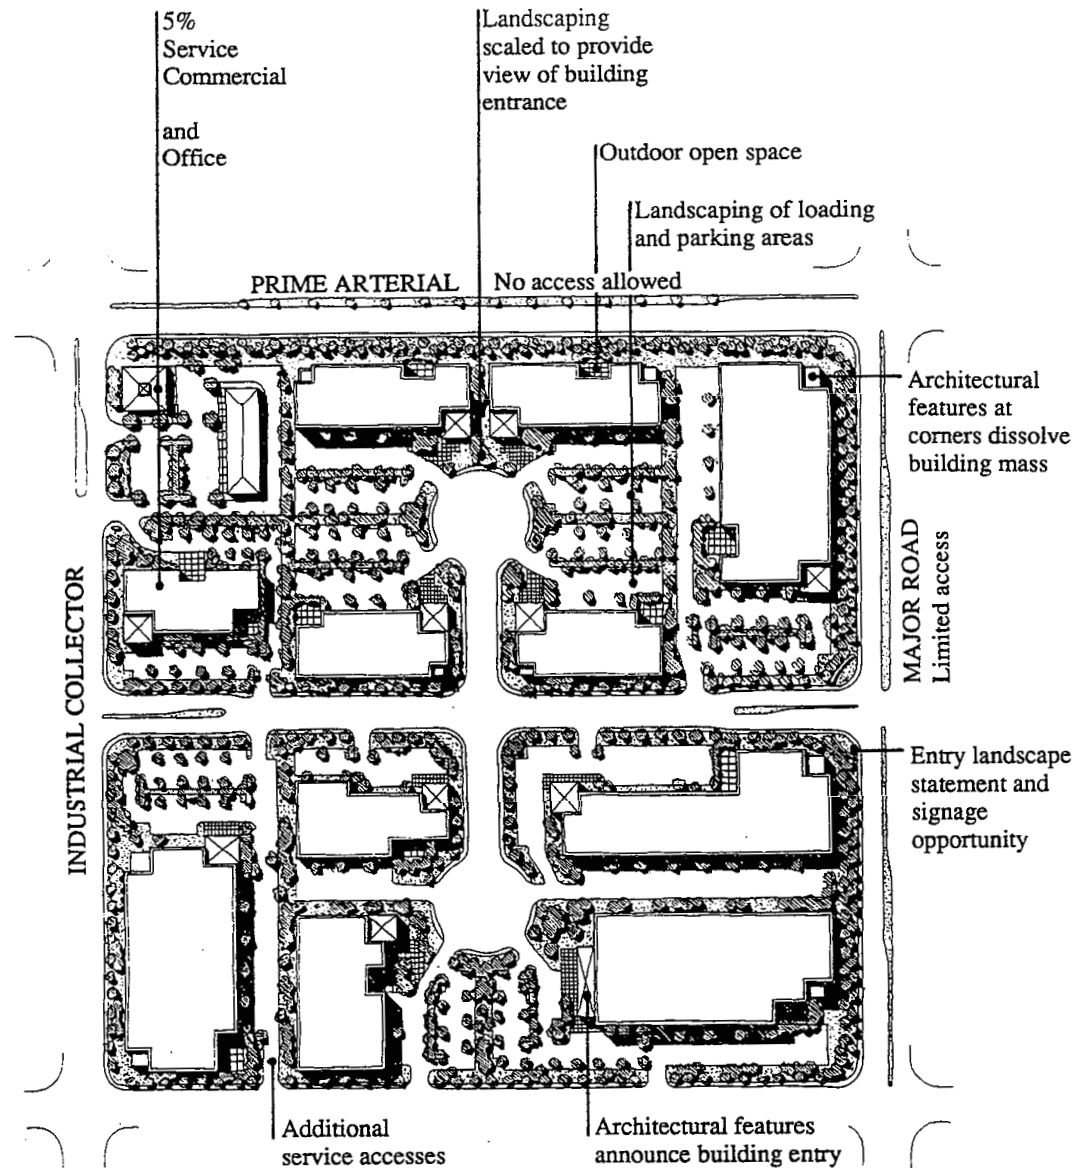 5%
Service
Commercial
and
Office
Landscaping
scaled to provide
view of building
entrance
Outdoor open space
Landscaping of loading
and parking areas
PRIME ARTERIAL
No access allowed
Architectural
features at
corners dissolve
building mass
MAJOR ROAD
Limited access
INDUSTRIAL COLLECTOR
Entry landscape
statement and
signage
opportunity
Additional
service accesses
Architectural features
announce building entry